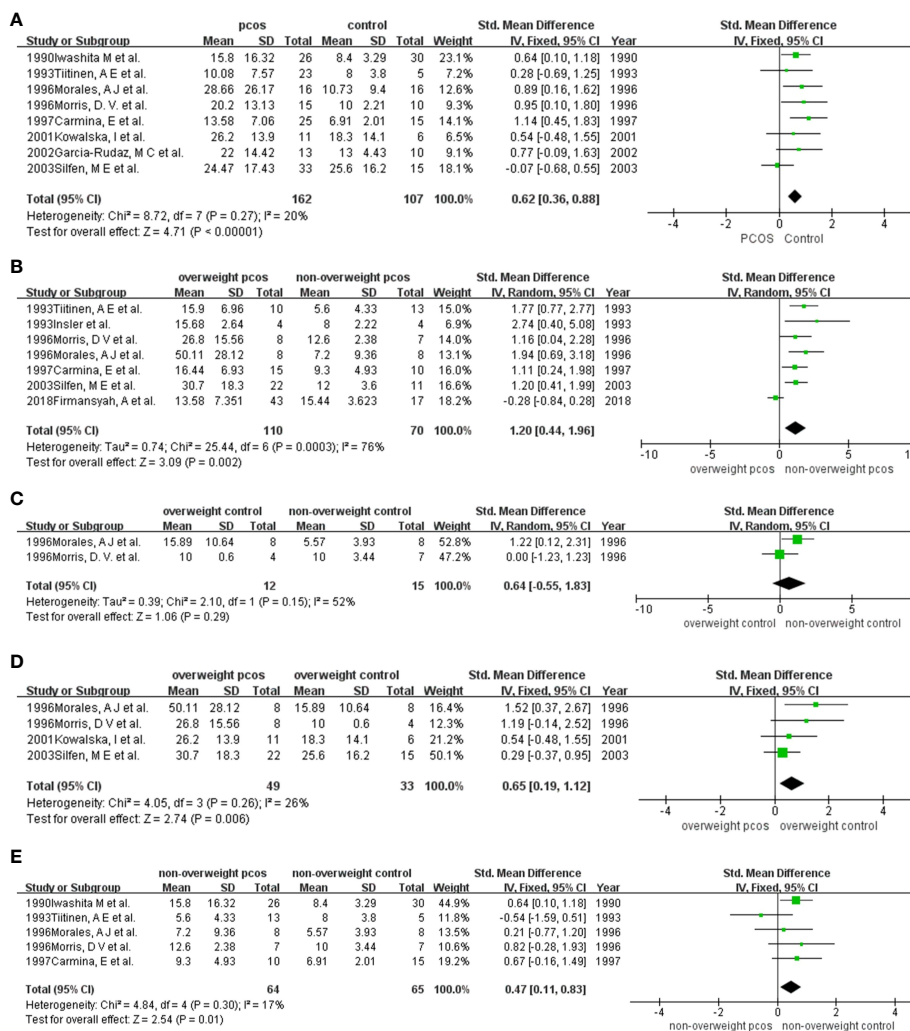 A
pcos control Std. Mean Difference Std. Mean Difference
Study or Subgroup Mean SD Total Mean SD Total Weight IV, Fixed, 95% CI Year IV, Fixed, 95% CI
1990Iwashita M et al. 15.8 16.32 26 8.4 3.29 30 23.1% 0.64 [0.10, 1.18] 1990
1993Tiitinen, A E et al. 10.08 7.57 23 8 3.8 5 7.2% 0.28 [-0.69, 1.25] 1993
1996Morales, A J et al. 28.66 26.17 16 10.73 9.4 16 12.6% 0.89 [0.16, 1.62] 1996
1996Morris, D. V. et al. 20.2 13.13 15 10 2.21 10 9.3% 0.95 [0.10, 1.80] 1996
1997Carmina, E et al. 13.58 7.06 25 6.91 2.01 15 14.2% 1.14 [0.45, 1.83] 1997
2001Kowalska, I et al. 26.2 13.9 11 18.3 14.1 6 6.5% 0.54 [-0.48, 1.55] 2001
2002Garcia-Rudaz, M C et al. 22 14.42 13 13 4.43 10 9.1% 0.77 [-0.09, 1.63] 2002
2003Silfen, M E et al. 24.47 17.43 33 25.6 16.2 15 18.1% -0.07 [-0.68, 0.55] 2003
Total (95% CI) 162 107 100.0% 0.62 [0.36, 0.88]
Heterogeneity: Chi² = 8.72, df = 7 (P = 0.27); I² = 20%
Test for overall effect: Z = 4.71 (P < 0.00001)
-4 -2 0 2 4
PCOS Control
B
overweight pcos non-overweight pcos Std. Mean Difference Std. Mean Difference
Study or Subgroup Mean SD Total Mean SD Total Weight IV, Random, 95% CI Year IV, Random, 95% CI
1993Tiitinen, A E et al. 15.9 6.96 10 5.6 4.33 13 15.0% 1.77 [0.77, 2.77] 1993
1993Insler et al. 15.68 2.64 4 8 2.22 4 6.9% 2.74 [0.40, 5.08] 1993
1996Morris, D V et al. 26.8 15.56 8 12.6 2.38 7 14.0% 1.16 [0.04, 2.28] 1996
1996Morales, A J et al. 50.11 28.12 8 7.2 9.36 8 13.1% 1.94 [0.69, 3.18] 1996
1997Carmina, E et al. 16.44 6.93 15 9.3 4.93 10 16.2% 1.11 [0.24, 1.98] 1997
2003Silfen, M E et al. 30.7 18.3 22 12 3.6 11 16.6% 1.20 [0.41, 1.99] 2003
2018Firmansyah, A et al. 13.58 7.351 43 15.44 3.623 17 18.2% -0.28 [-0.84, 0.28] 2018
Total (95% CI) 110 70 100.0% 1.20 [0.44, 1.96]
Heterogeneity: Tau² = 0.74; Chi² = 25.44, df = 6 (P = 0.0003); I² = 76%
Test for overall effect: Z = 3.09 (P = 0.002)
-10 -5 0 5
overweight pcos non-overweight pcos
C
overweight control non-overweight control Std. Mean Difference Std. Mean Difference
Study or Subgroup Mean SD Total Mean SD Total Weight IV, Random, 95% CI Year IV, Random, 95% CI
1996Morales, A J et al. 15.89 10.64 8 5.57 3.93 8 52.8% 1.22 [0.12, 2.31] 1996
1996Morris, D. V. et al. 10 0.6 4 10 3.44 7 47.2% 0.00 [-1.23, 1.23] 1996
Total (95% CI) 12 15 100.0% 0.64 [-0.55, 1.83]
Heterogeneity: Tau² = 0.39; Chi² = 2.10, df = 1 (P = 0.15); I² = 52%
Test for overall effect: Z = 1.06 (P = 0.29)
-10 -5 0 5
overweight control non-overweight control
D
overweight pcos overweight control Std. Mean Difference Std. Mean Difference
Study or Subgroup Mean SD Total Mean SD Total Weight IV, Fixed, 95% CI Year IV, Fixed, 95% CI
1996Morales, A J et al. 50.11 28.12 8 15.89 10.64 8 16.4% 1.52 [0.37, 2.67] 1996
1996Morris, D V et al. 26.8 15.56 8 10 0.6 4 12.3% 1.19 [-0.14, 2.52] 1996
2001Kowalska, I et al. 26.2 13.9 11 18.3 14.1 6 21.2% 0.54 [-0.48, 1.55] 2001
2003Silfen, M E et al. 30.7 18.3 22 25.6 16.2 15 50.1% 0.29 [-0.37, 0.95] 2003
Total (95% CI) 49 33 100.0% 0.65 [0.19, 1.12]
Heterogeneity: Chi² = 4.05, df = 3 (P = 0.26); I² = 26%
Test for overall effect: Z = 2.74 (P = 0.006)
-4 -2 0 2 4
overweight pcos overweight control
E
non-overweight pcos non-overweight control Std. Mean Difference Std. Mean Difference
Study or Subgroup Mean SD Total Mean SD Total Weight IV, Fixed, 95% CI Year IV, Fixed, 95% CI
1990Iwashita M et al. 15.8 16.32 26 8.4 3.29 30 44.9% 0.64 [0.10, 1.18] 1990
1993Tiitinen, A E et al. 5.6 4.33 13 8 3.8 5 11.8% -0.54 [-1.59, 0.51] 1993
1996Morales, A J et al. 7.2 9.36 8 5.57 3.93 8 13.5% 0.21 [-0.77, 1.20] 1996
1996Morris, D V et al. 12.6 2.38 7 10 3.44 7 10.6% 0.82 [-0.28, 1.93] 1996
1997Carmina, E et al. 9.3 4.93 10 6.91 2.01 15 19.2% 0.67 [-0.16, 1.49] 1997
Total (95% CI) 64 65 100.0% 0.47 [0.11, 0.83]
Heterogeneity: Chi² = 4.84, df = 4 (P = 0.30); I² = 17%
Test for overall effect: Z = 2.54 (P = 0.01)
-4 -2 0 2 4
non-overweight pcos non-overweight control